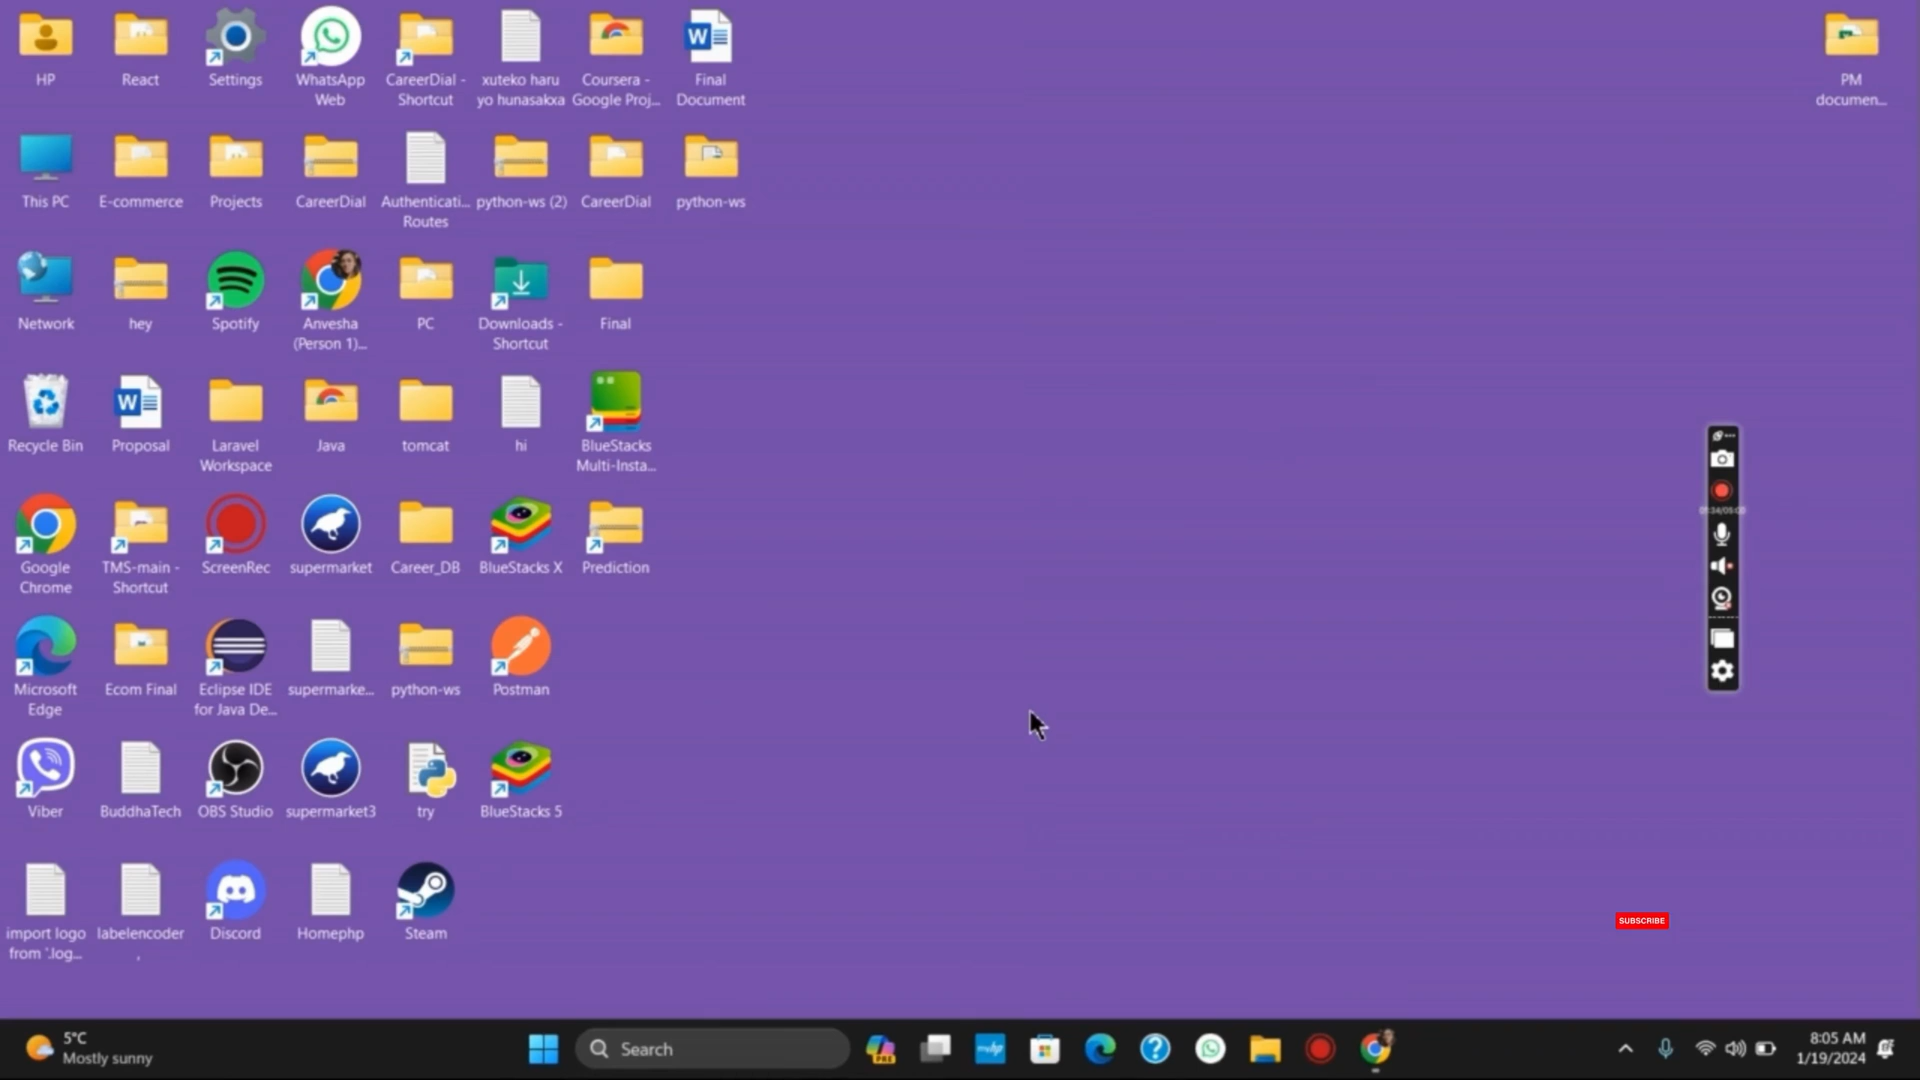 HP
React
Settings
WhatsApp
Web
CareerDial -
Shortcut
xuteko haru
yo hunasakxa
Coursera -
Google Proj...
Final
Document
PM
documen...
This PC
E-commerce
Projects
CareerDial
Authenticati...
Routes
python-ws (2)
CareerDial
python-ws
Network
hey
Spotify
Anvesha
(Person 1)...
PC
Downloads -
Shortcut
Final
Recycle Bin
Proposal
Laravel
Workspace
Java
tomcat
hi
BlueStacks
Multi-Insta...
Google
Chrome
TMS-main -
Shortcut
ScreenRec
supermarket
Career_DB
BlueStacks X
Prediction
Microsoft
Edge
Ecom Final
Eclipse IDE
for Java De...
supermarke...
python-ws
Postman
Viber
BuddhaTech
OBS Studio
supermarket3
try
BlueStacks 5
import logo
from '.log...
labelencoder
,
Discord
Homephp
Steam
SUBSCRIBE
5°C
Mostly sunny
Search
PRE
8:05 AM
1/19/2024